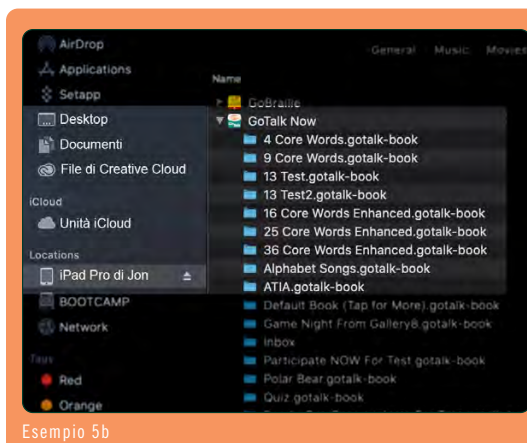 AirDrop
Applications
Setapp
Desktop
Documenti
File di Creative Cloud
iCloud
Unità iCloud
Locations
iPad Pro di Jon
BOOTCAMP
Network
Tags
Red
Orange
General Music Movies
Name
GoBraille
GoTalk Now
4 Core Words.gotalk-book
9 Core Words.gotalk-book
13 Test.gotalk-book
13 Test2.gotalk-book
16 Core Words Enhanced.gotalk-book
25 Core Words Enhanced.gotalk-book
36 Core Words Enhanced.gotalk-book
Alphabet Songs.gotalk-book
ATIA.gotalk-book
Default Book (Tap for More).gotalk-book
Game Night From Gallery8.gotalk-book
Inbox
Participate NOW For Test.gotalk-book
Polar Bear.gotalk-book
Quiz.gotalk-book
Esempio 5b